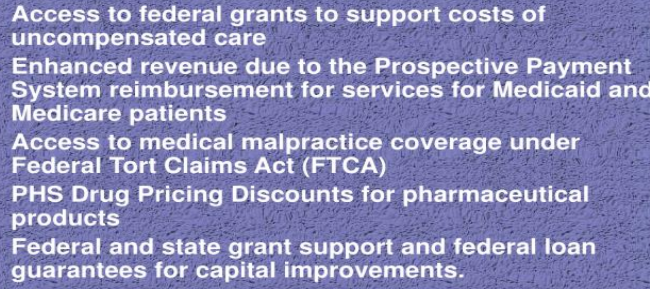 Access to federal grants to support costs of
uncompensated care
Enhanced revenue due to the Prospective Payment
System reimbursement for services for Medicaid and
Medicare patients
Access to medical malpractice coverage under
Federal Tort Claims Act (FTCA)
PHS Drug Pricing Discounts for pharmaceutical
products
Federal and state grant support and federal loan
guarantees for capital improvements.